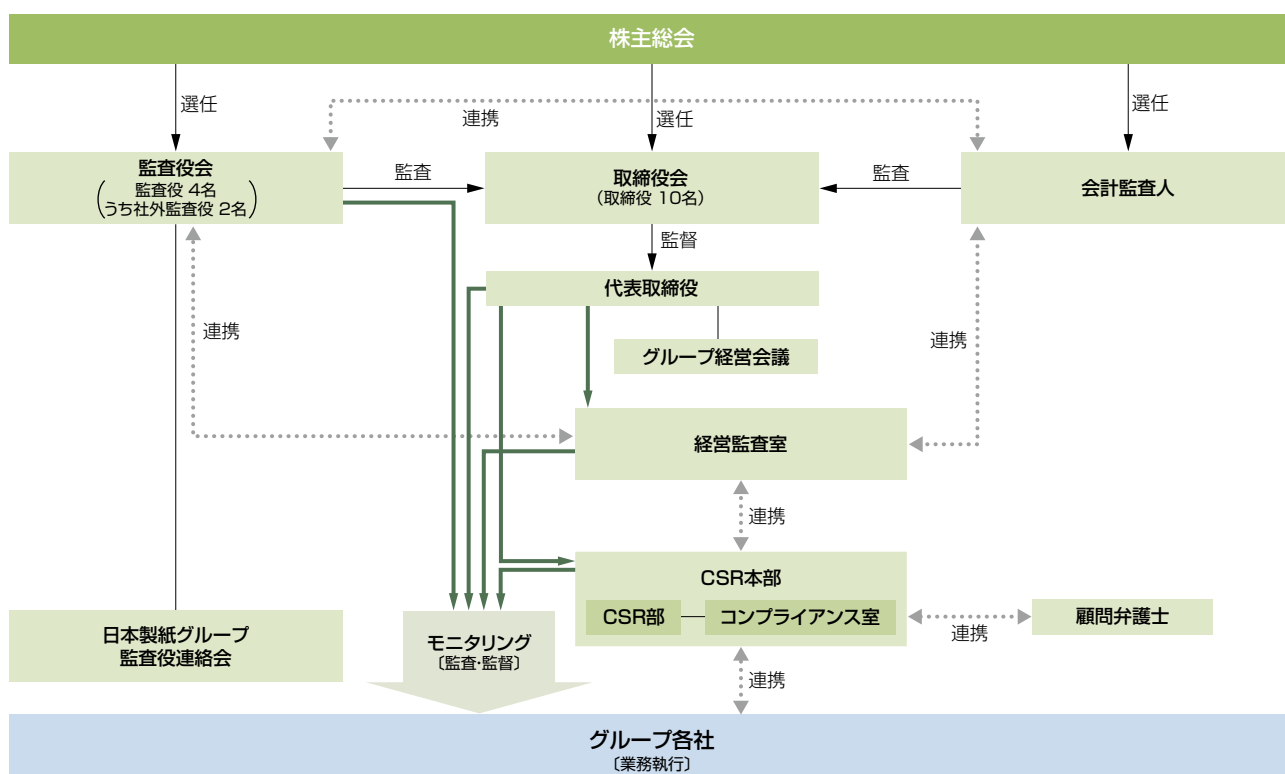 株主総会
選任
連携
選任
選任
監査役会
監査役 4名
うち社外監査役 2名
監査
取締役会
(取締役 10名)
監査
会計監査人
監督
代表取締役
連携
グループ経営会議
連携
経営監査室
連携
CSR本部
CSR部
コンプライアンス室
連携
顧問弁護士
日本製紙グループ
監査役連絡会
モニタリング
〔監査・監督〕
連携
グループ各社
〔業務執行〕